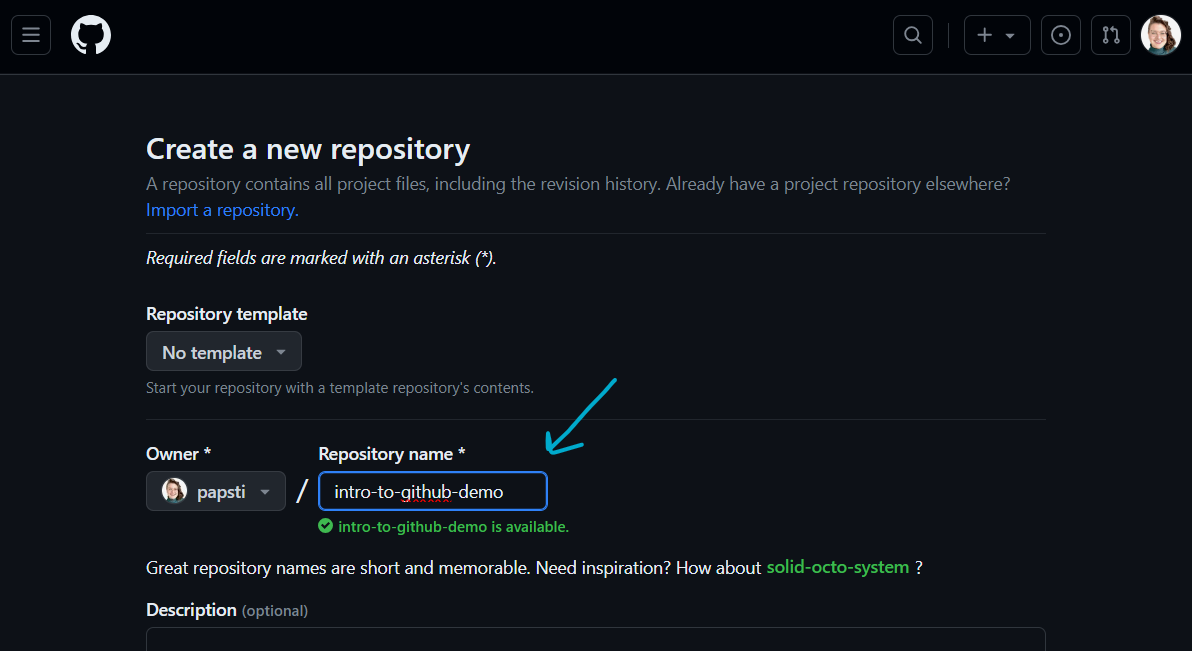 Create a new repository
A repository contains all project files, including the revision history. Already have a project repository elsewhere?
Import a repository.
Required fields are marked with an asterisk (*).
Repository template
No template
Start your repository with a template repository's contents.
Owner * Repository name *
papsti / intro-to-github-demo
intro-to-github-demo is available.
Great repository names are short and memorable. Need inspiration? How about solid-octo-system ?
Description (optional)